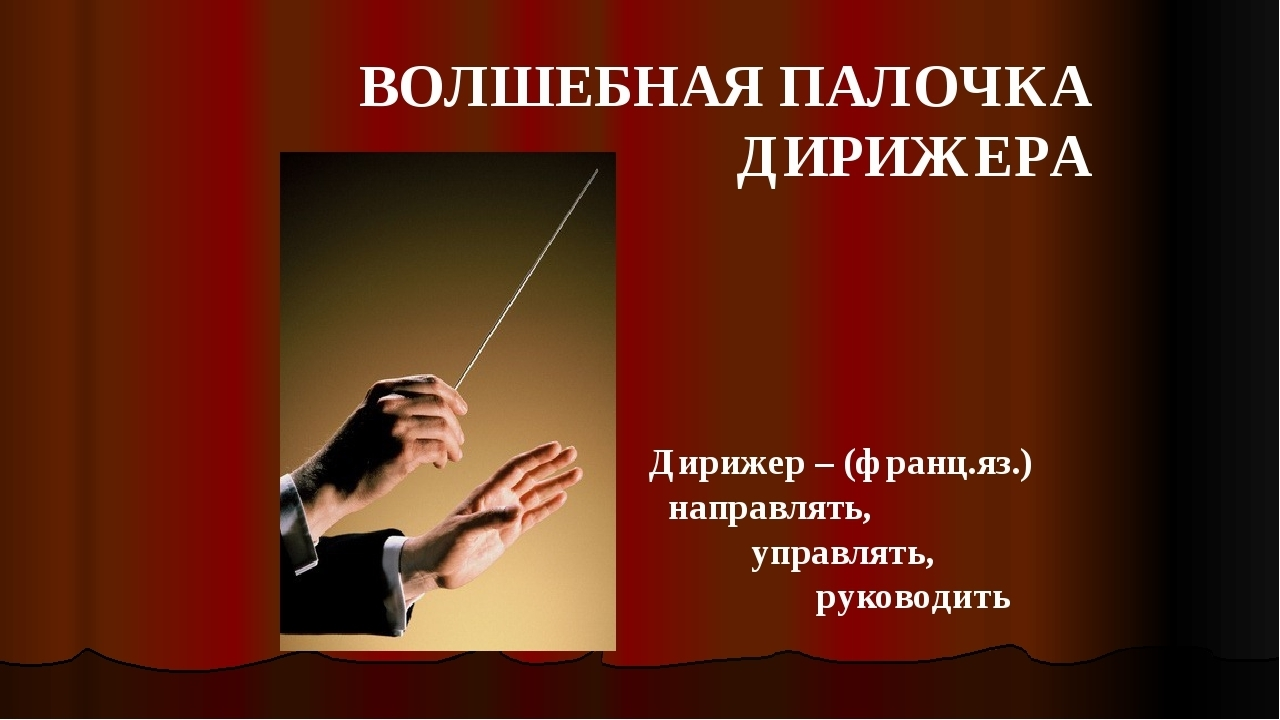 ВОЛШЕБНАЯ ПАЛОЧКА
ДИРИЖЕРА
Дирижер – (франц.яз.)
направлять,
управлять,
руководить